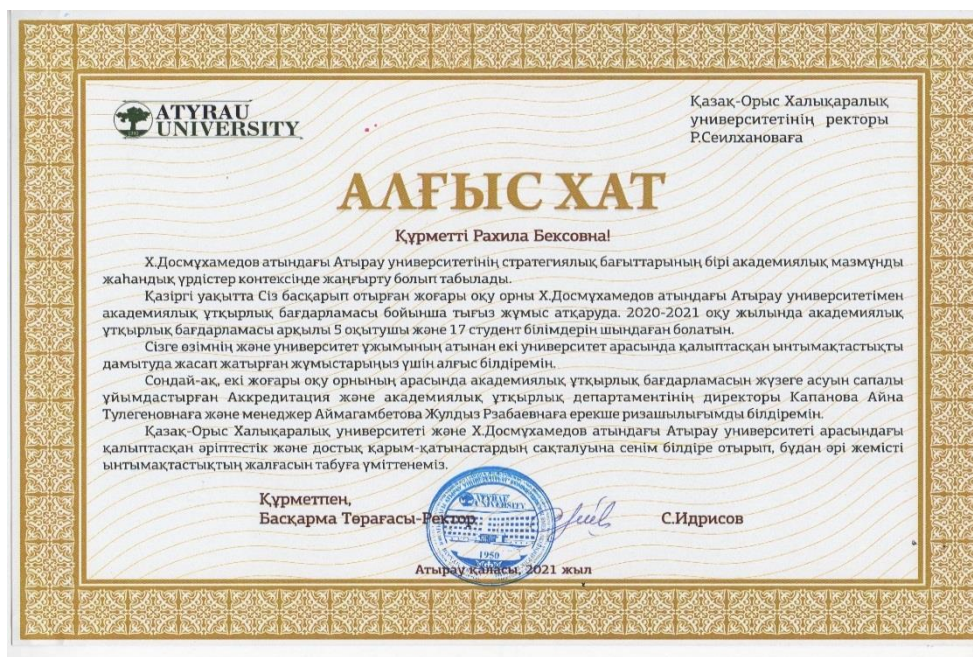 ATYRAU
UNIVERSITY
Қазақ-Орыс Халықаралық
университетінің ректоры
Р.Сеилхановаға
АЛҒЫС ХАТ
Құрметті Рахила Бексовна!
Х.Досмұхамедов атындағы Атырау университетінің стратегиялық бағыттарының бірі академиялық мазмұнды
жаһандық үрдістер контексінде жаңғырту болып табылады.
Қазіргі уақытта Сіз басқарып отырған жоғары оқу орны Х.Досмұхамедов атындағы Атырау университетімен
академиялық ұтқырлық бағдарламасы бойынша тығыз жұмыс атқаруда. 2020-2021 оқу жылында академиялық
ұтқырлық бағдарламасы арқылы 5 оқытушы және 17 студент білімдерін шыңдаған болатын.
Сізге өзімнің және университет ұжымының атынан екі университет арасында қалыптасқан ынтымақтастықты
дамытуда жасап жатырған жұмыстарыңыз үшін алғыс білдіремін.
Сондай-ақ, екі жоғары оқу орнының арасында академиялық ұтқырлық бағдарламасын жүзеге асуын сапалы
ұйымдастырған Аккредитация және академиялық ұтқырлық департаментінің директоры Капанова Айна
Тулегеновнаға және менеджер Аймагамбетова Жулдыз Рзабаевнаға ерекше ризашылығымды білдіремін.
Қазақ-Орыс Халықаралық университеті және Х.Досмұхамедов атындағы Атырау университеті арасындағы
қалыптасқан әріптестік және достық қарым-қатынастардың сақталуына сенім білдіре отырып, бұдан әрі жемісті
ынтымақтастықтың жалғасын табуға үміттенеміз.
Құрметпен,
Басқарма Төрағасы-Ректор
С.Идрисов
ATYRAU
UNIVERSITY
1950
Атырау қаласы, 2021 жыл